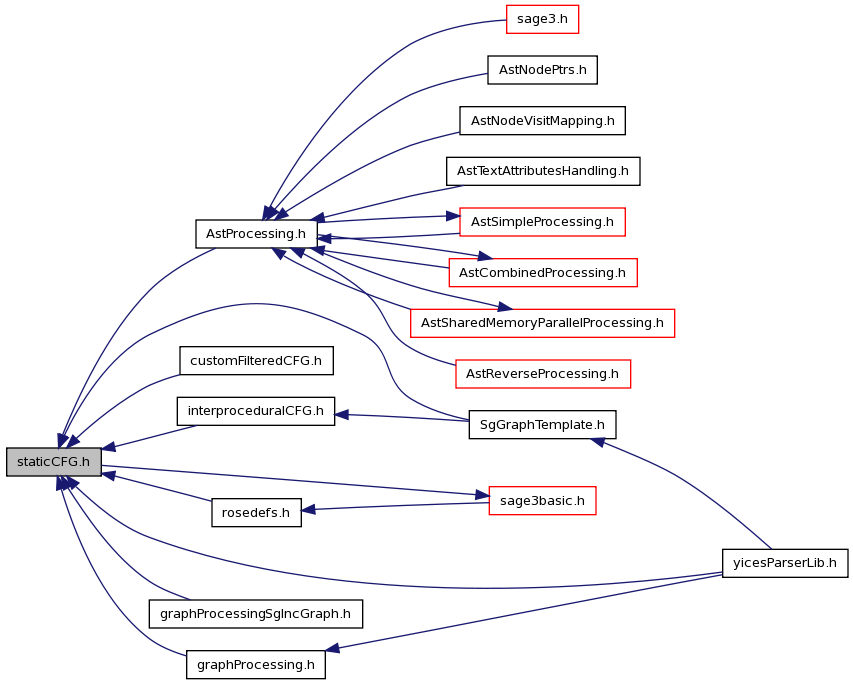 sage3.h
AstNodePtrs.h
AstNodeVisitMapping.h
AstTextAttributesHandling.h
AstSimpleProcessing.h
AstProcessing.h
AstCombinedProcessing.h
AstSharedMemoryParallelProcessing.h
customFilteredCFG.h
AstReverseProcessing.h
interproceduralCFG.h
SgGraphTemplate.h
staticCFG.h
sage3basic.h
rosedefs.h
yicesParserLib.h
graphProcessingSgIncGraph.h
graphProcessing.h